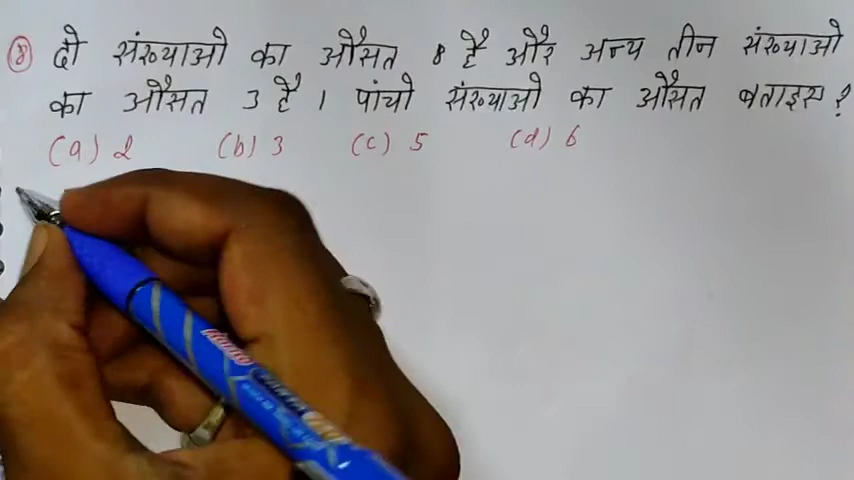 (8) दो संख्याओ का औसत 8 है और अन्य तीन संख्याओ
का औसत 3 है । पांचो संख्याओ का औसत बताइए ?
(a) 2 (b) 3 (c) 5 (d) 6